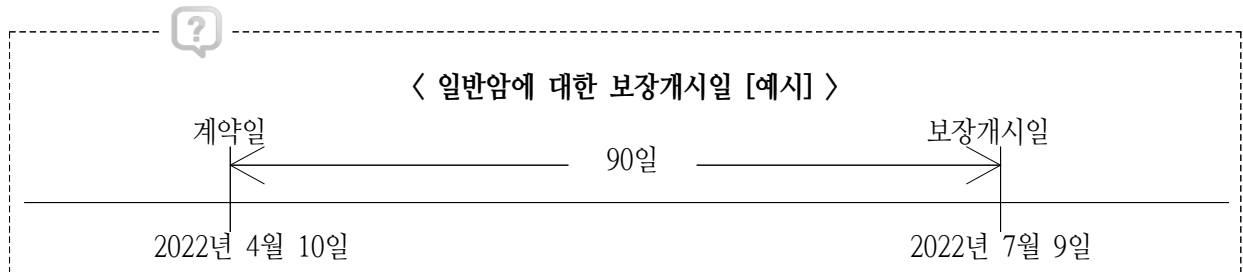 ?
〈 일반암에 대한 보장개시일 [예시] 〉
계약일 보장개시일
90일
2022년 4월 10일 2022년 7월 9일